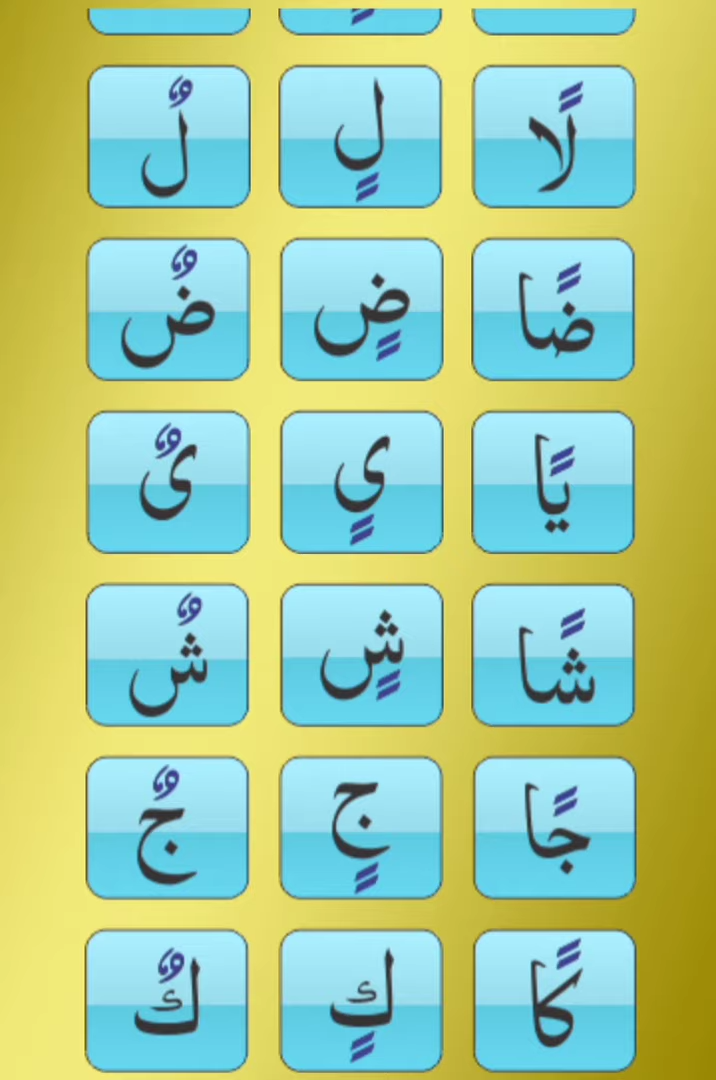 لًا لٍ لٌ
ضًا ضٍ ضٌ
يًا يٍ ىٌ
شًا شٍ شٌ
جًا جٍ جٌ
كًا كٍ كٌ